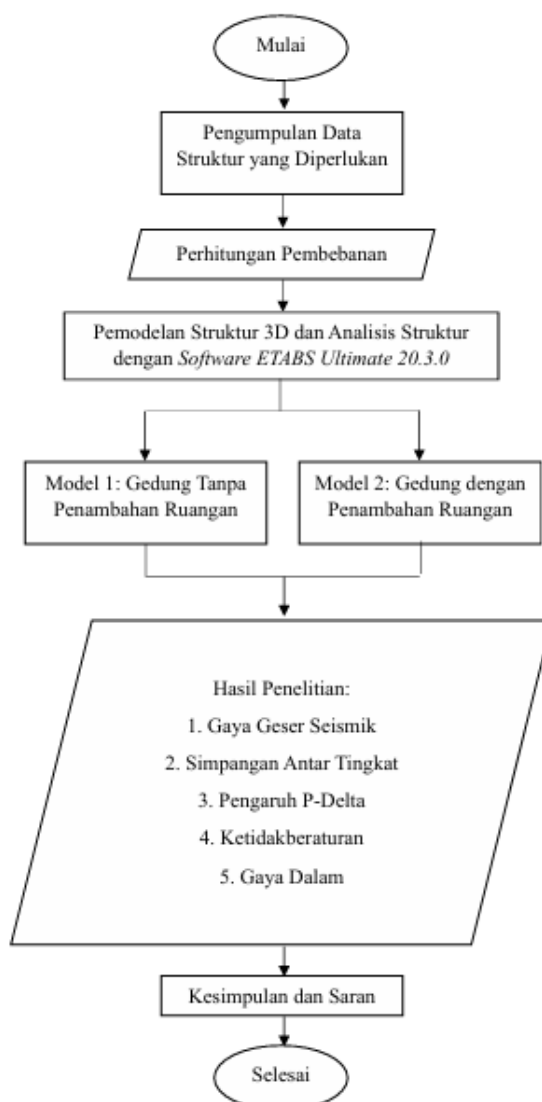 Mulai
Pengumpulan Data
Struktur yang Diperlukan
Perhitungan Pembebanan
Pemodelan Struktur 3D dan Analisis Struktur
dengan Software ETABS Ultimate 20.3.0
Model 1: Gedung Tanpa
Penambahan Ruangan
Model 2: Gedung dengan
Penambahan Ruangan
Hasil Penelitian:
1. Gaya Geser Seismik
2. Simpangan Antar Tingkat
3. Pengaruh P-Delta
4. Ketidakberaturan
5. Gaya Dalam
Kesimpulan dan Saran
Selesai